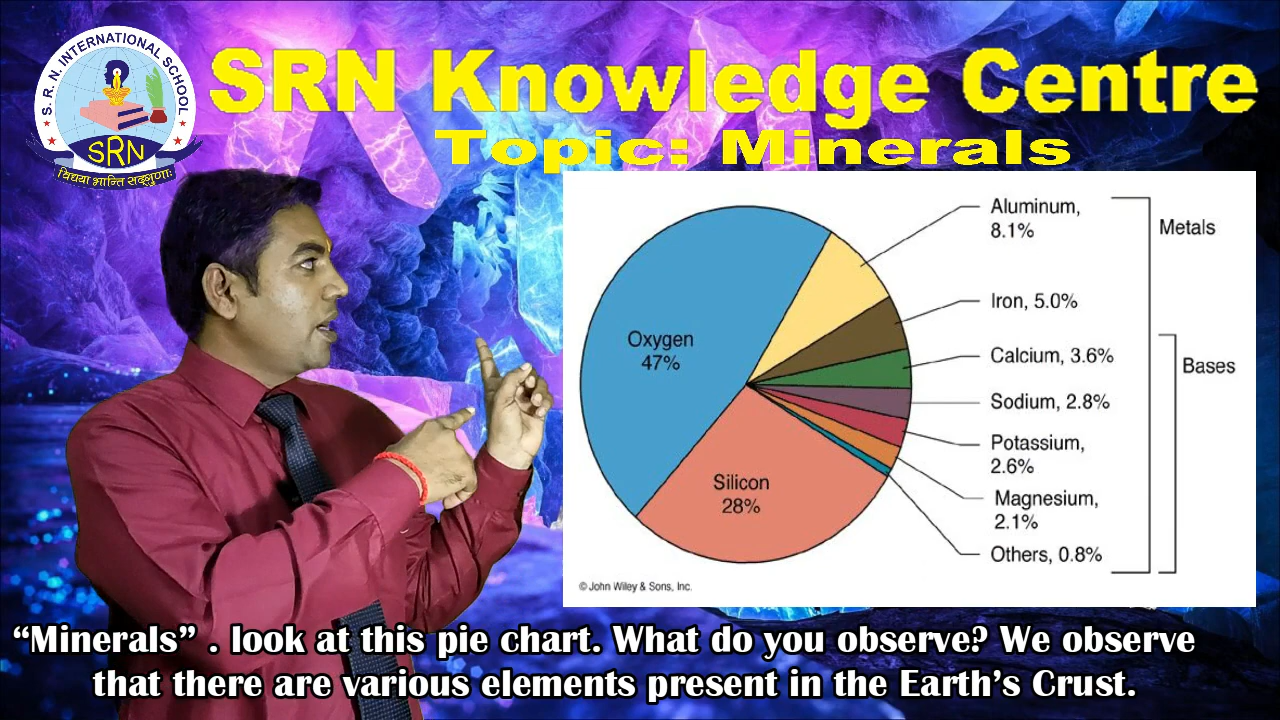 S. R. N. INTERNATIONAL SCHOOL
SRN
विद्यया भान्ति सद्गुणाः
SRN Knowledge Centre
Topic: Minerals
Aluminum,
8.1%
Metals
Iron, 5.0%
Oxygen
47%
Calcium, 3.6%
Bases
Sodium, 2.8%
Potassium,
2.6%
Silicon
28%
Magnesium,
2.1%
Others, 0.8%
© John Wiley & Sons, Inc.
“Minerals” . look at this pie chart. What do you observe? We observe
that there are various elements present in the Earth’s Crust.